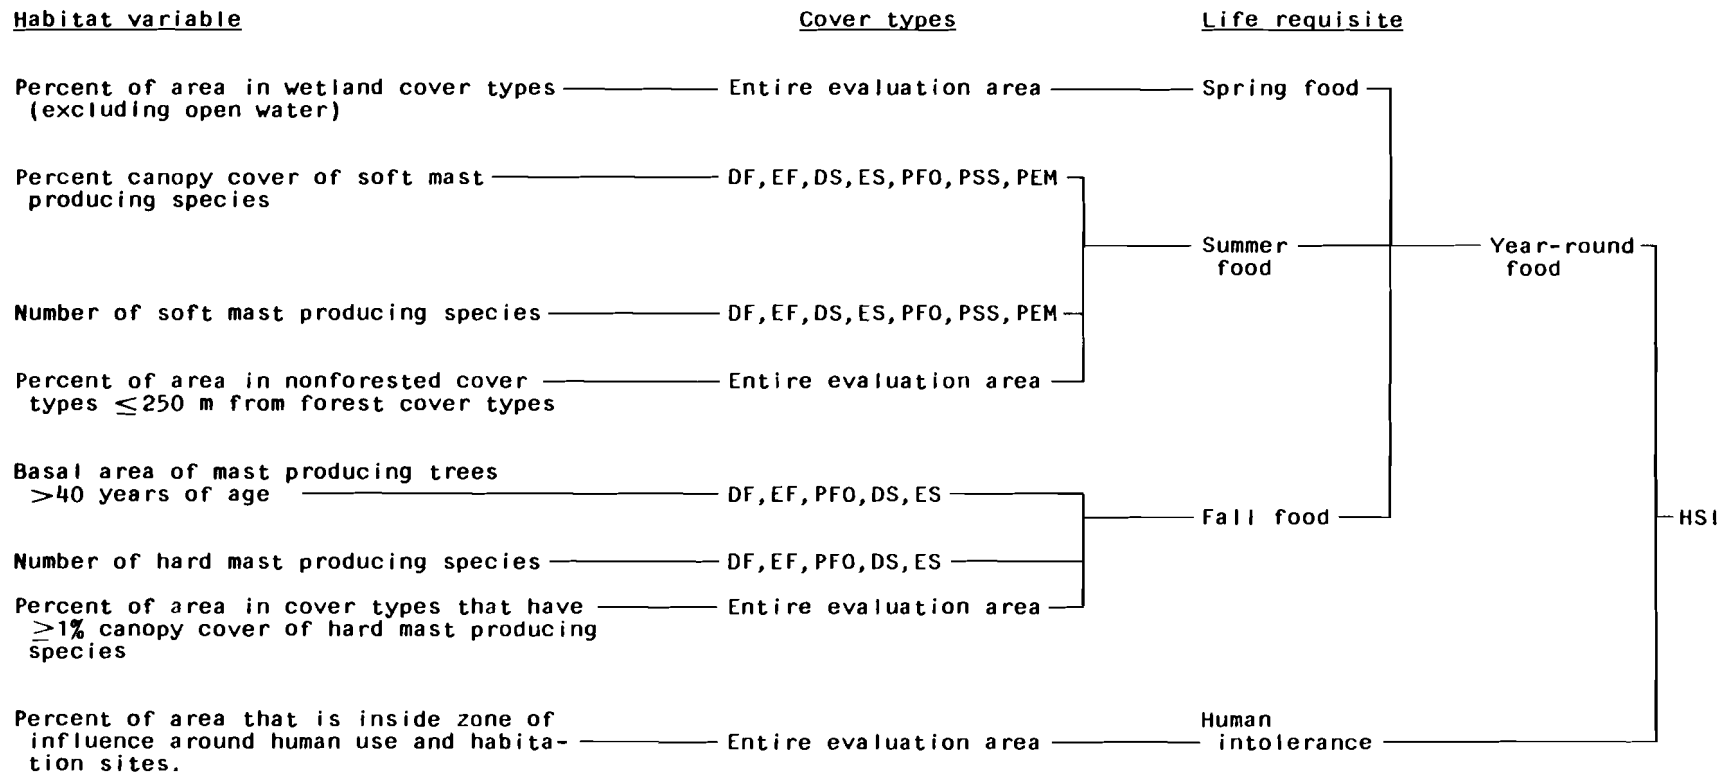 Habitat variable Cover types Life requisite
Percent of area in wetland cover types Entire evaluation area Spring food
(excluding open water)
Percent canopy cover of soft mast DF,EF,DS,ES,PFO,PSS,PEM
producing species
Summer Year-round
food food
Number of soft mast producing species DF,EF,DS,ES,PFO,PSS,PEM
Percent of area in nonforested cover Entire evaluation area
types ≤250 m from forest cover types
Basal area of mast producing trees
>40 years of age DF,EF,PFO,DS,ES
Fall food HSI
Number of hard mast producing species DF,EF,PFO,DS,ES
Percent of area in cover types that have Entire evaluation area
≥1% canopy cover of hard mast producing
species
Percent of area that is inside zone of Human
influence around human use and habita- Entire evaluation area intolerance
tion sites.